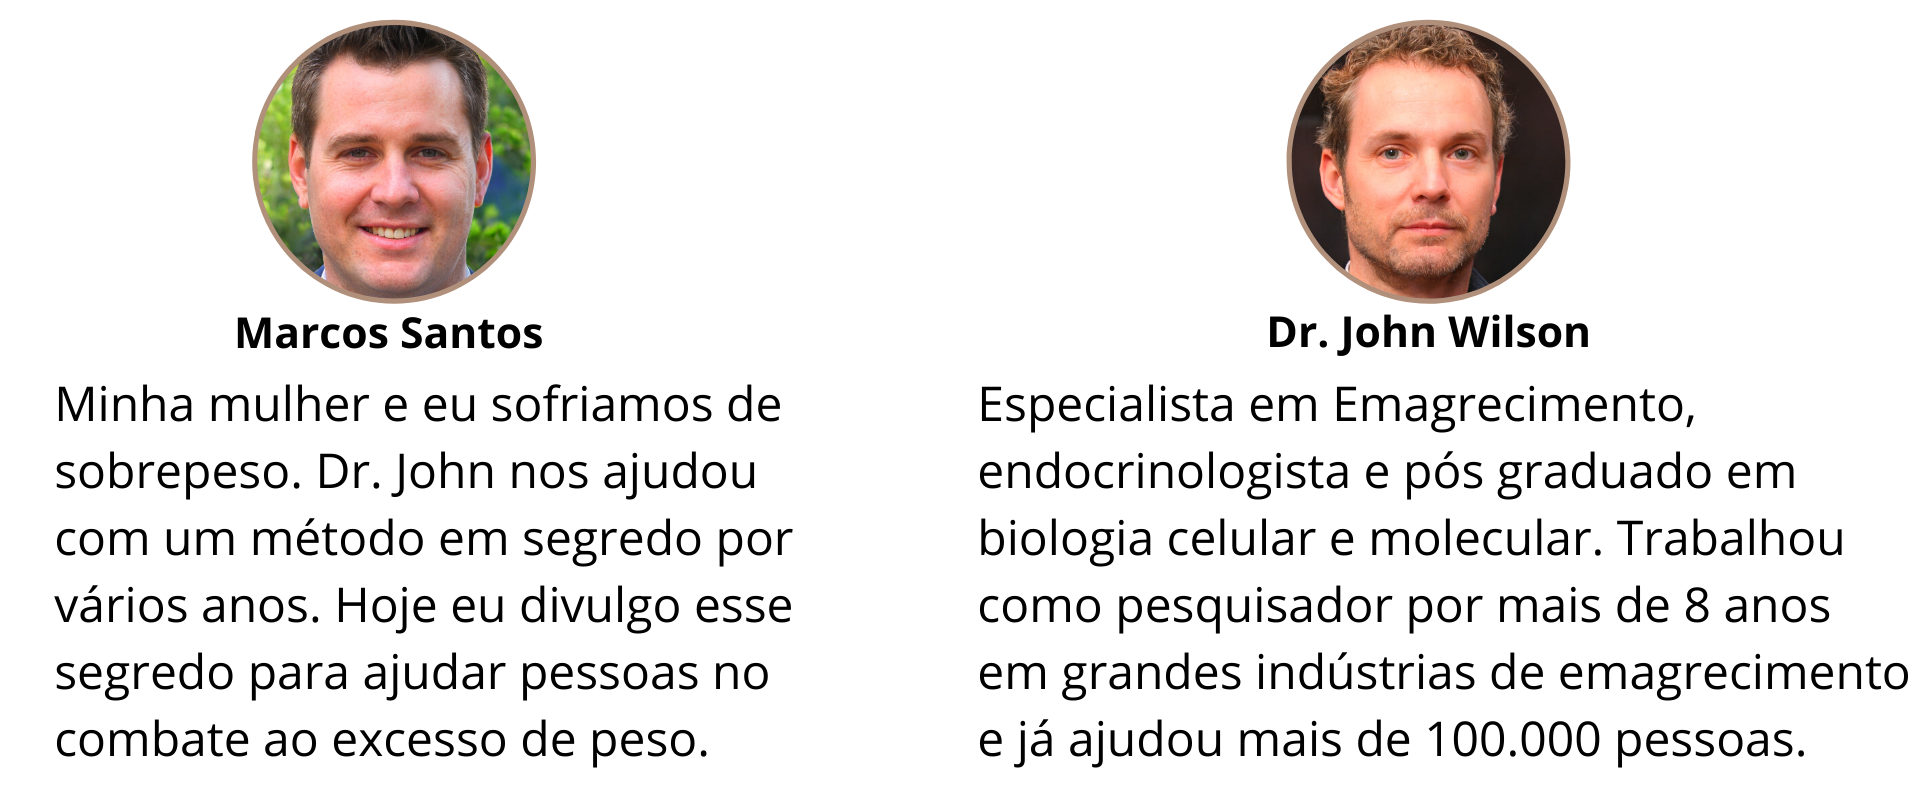 Marcos Santos
Minha mulher e eu sofriamos de
sobrepeso. Dr. John nos ajudou
com um método em segredo por
vários anos. Hoje eu divulgo esse
segredo para ajudar pessoas no
combate ao excesso de peso.
Dr. John Wilson
Especialista em Emagrecimento,
endocrinologista e pós graduado em
biologia celular e molecular. Trabalhou
como pesquisador por mais de 8 anos
em grandes indústrias de emagrecimento
e já ajudou mais de 100.000 pessoas.